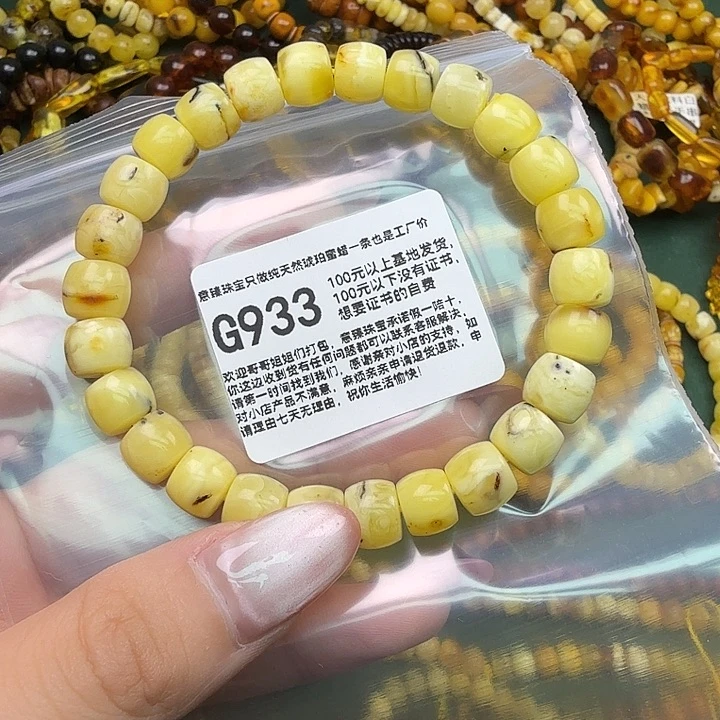 意臻珠宝只做纯天然琥珀蜜蜡一条也是工厂价
G933
100元以上基地发货，
100元以下没有证书，
想要证书的自费
欢迎哥哥姐姐们打包，意臻珠宝承诺假一赔十，
你这边收到货有任何问题都可以联系客服解决，
请第一时间找到我们，感谢亲对小店的支持，如
对小店产品不满意，麻烦亲亲申请退货退款，申
请理由七天无理由，祝你生活愉快！